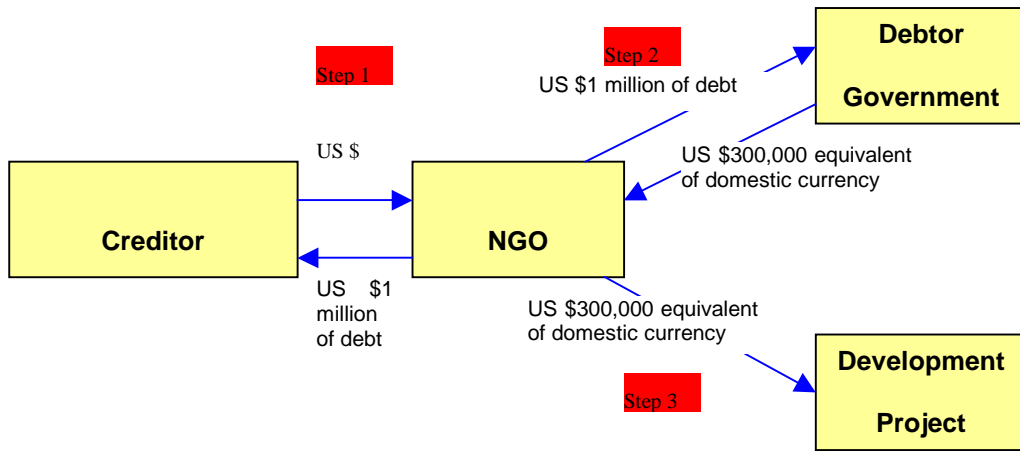 Step 1
Step 2
US $1 million of debt
Debtor
Government
US $
US $300,000 equivalent
of domestic currency
Creditor
NGO
US $1
million
of debt
US $300,000 equivalent
of domestic currency
Step 3
Development
Project